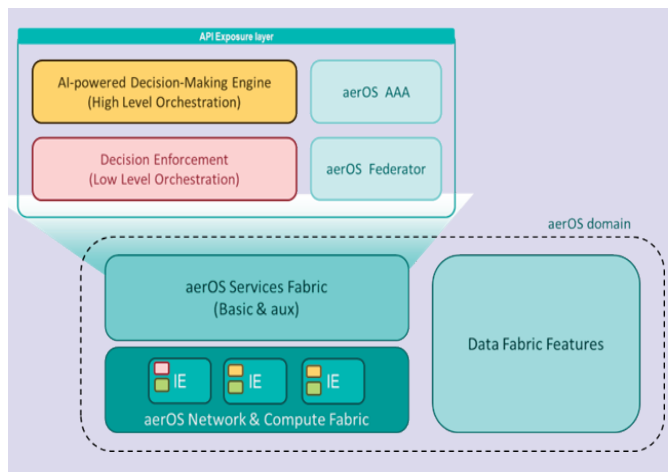 API Exposure layer
AI-powered Decision-Making Engine
(High Level Orchestration)
aerOS AAA
Decision Enforcement
(Low Level Orchestration)
aerOS Federator
aerOS domain
aerOS Services Fabric
(Basic & aux)
Data Fabric Features
IE
IE
IE
aerOS Network & Compute Fabric